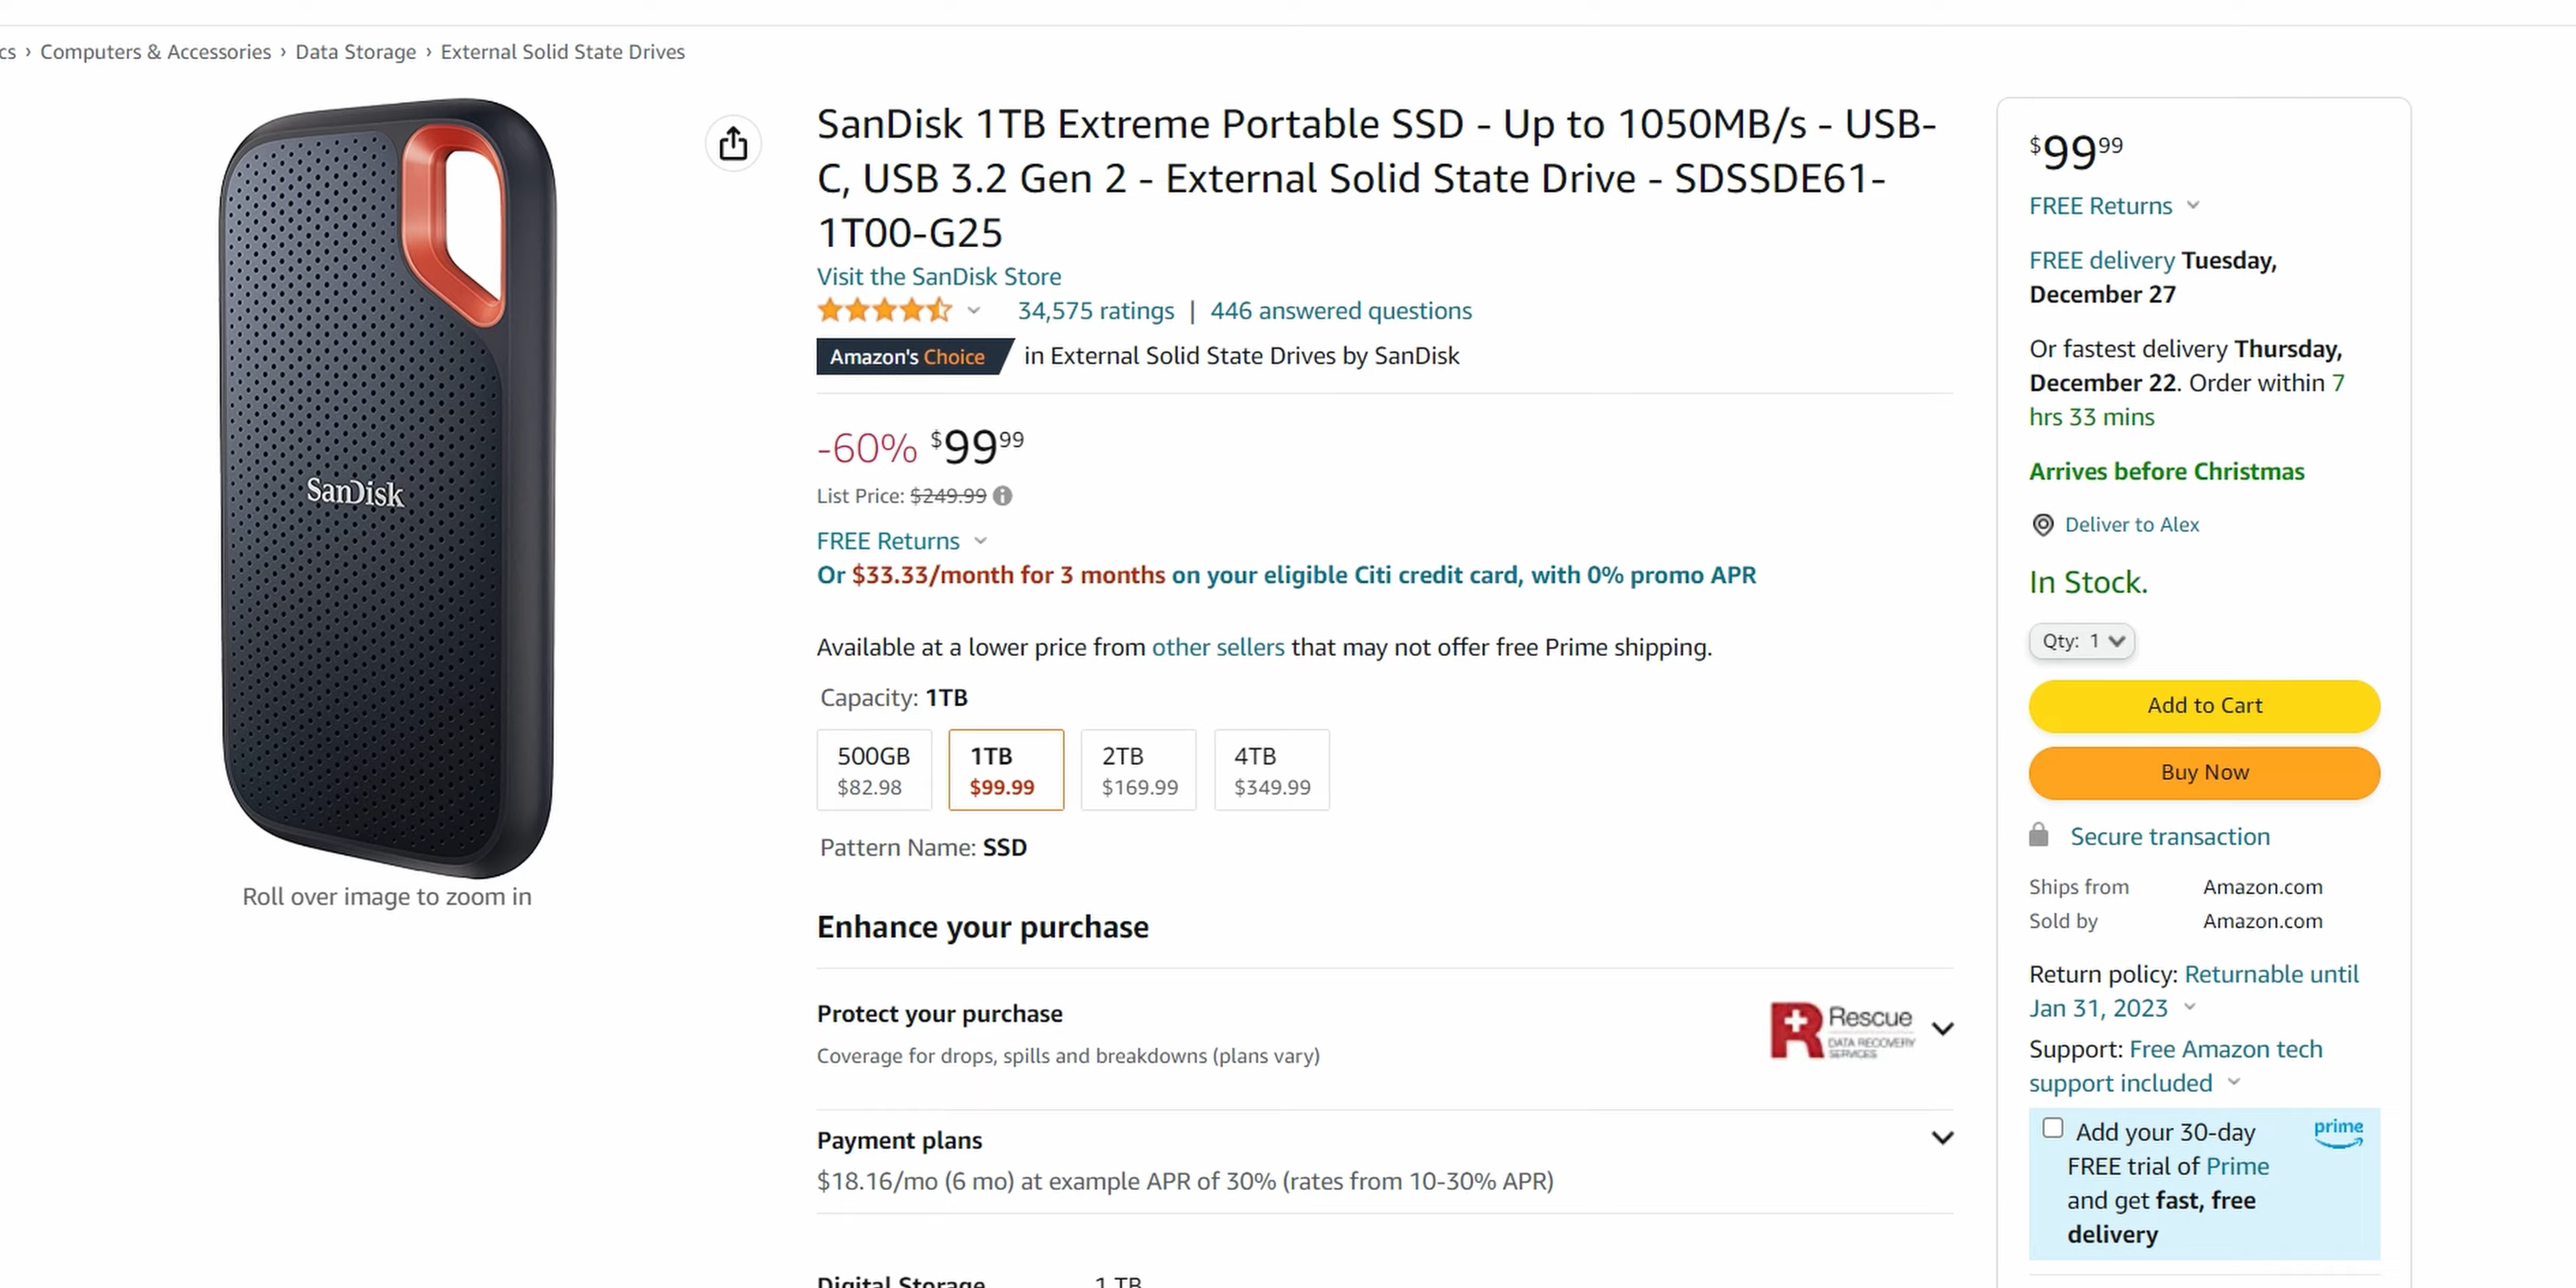 cs › Computers & Accessories › Data Storage › External Solid State Drives
SanDisk
Roll over image to zoom in
SanDisk 1TB Extreme Portable SSD - Up to 1050MB/s - USB-
C, USB 3.2 Gen 2 - External Solid State Drive - SDSSDE61-
1T00-G25
Visit the SanDisk Store
34,575 ratings | 446 answered questions
Amazon's Choice in External Solid State Drives by SanDisk
-60% $99.99
List Price: $249.99
FREE Returns
Or $33.33/month for 3 months on your eligible Citi credit card, with 0% promo APR
Available at a lower price from other sellers that may not offer free Prime shipping.
Capacity: 1TB
500GB 1TB 2TB 4TB
$82.98 $99.99 $169.99 $349.99
Pattern Name: SSD
Enhance your purchase
Protect your purchase
Coverage for drops, spills and breakdowns (plans vary)
Rescue
DATA RECOVERY
SERVICES
Payment plans
$18.16/mo (6 mo) at example APR of 30% (rates from 10-30% APR)
Digital Storage 1 TB
$99.99
FREE Returns
FREE delivery Tuesday,
December 27
Or fastest delivery Thursday,
December 22. Order within 7
hrs 33 mins
Arrives before Christmas
Deliver to Alex
In Stock.
Qty: 1
Add to Cart
Buy Now
Secure transaction
Ships from Amazon.com
Sold by Amazon.com
Return policy: Returnable until
Jan 31, 2023
Support: Free Amazon tech
support included
Add your 30-day
FREE trial of Prime
and get fast, free
delivery
prime